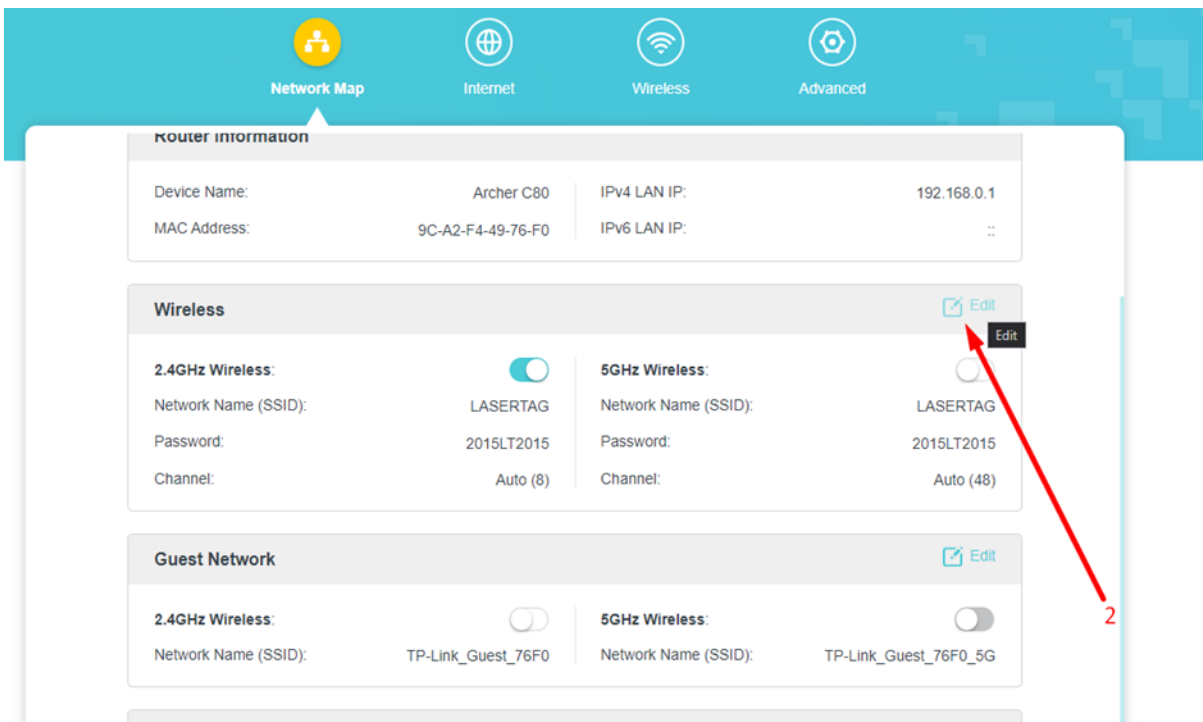 Network Map Internet Wireless Advanced
Router Information
Device Name: Archer C80 IPv4 LAN IP: 192.168.0.1
MAC Address: 9C-A2-F4-49-76-F0 IPv6 LAN IP: ::
Wireless Edit
Edit
2.4GHz Wireless: 5GHz Wireless:
Network Name (SSID): LASERTAG Network Name (SSID): LASERTAG
Password: 2015LT2015 Password: 2015LT2015
Channel: Auto (8) Channel: Auto (48)
Guest Network Edit
2.4GHz Wireless: 5GHz Wireless: 2
Network Name (SSID): TP-Link_Guest_76F0 Network Name (SSID): TP-Link_Guest_76F0_5G